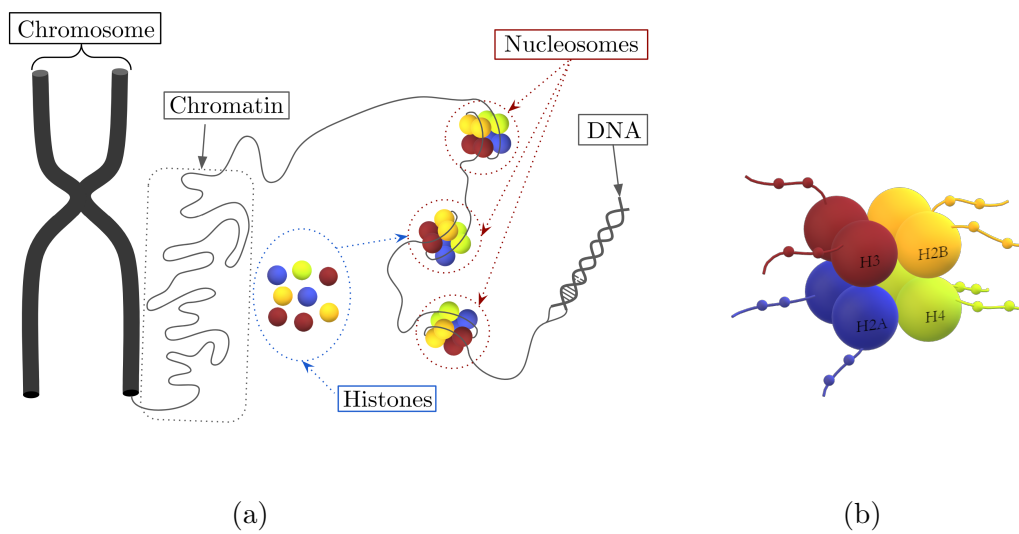 Chromosome
Nucleosomes
Chromatin
DNA
Histones
H3
H2B
H2A
H4
(a)
(b)